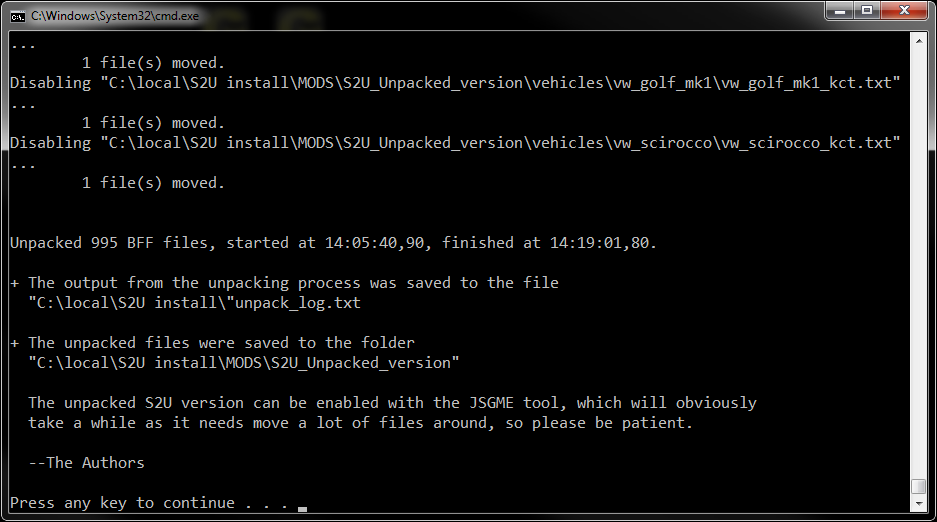 C:\Windows\System32\cmd.exe
...
        1 file(s) moved.
Disabling "C:\local\S2U install\MODS\S2U_Unpacked_version\vehicles\vw_golf_mk1\vw_golf_mk1_kct.txt"
...
        1 file(s) moved.
Disabling "C:\local\S2U install\MODS\S2U_Unpacked_version\vehicles\vw_scirocco\vw_scirocco_kct.txt"
...
        1 file(s) moved.
Unpacked 995 BFF files, started at 14:05:40,90, finished at 14:19:01,80.
+ The output from the unpacking process was saved to the file
  "C:\local\S2U install\"unpack_log.txt
+ The unpacked files were saved to the folder
  "C:\local\S2U install\MODS\S2U_Unpacked_version"
  The unpacked S2U version can be enabled with the JSGME tool, which will obviously
  take a while as it needs move a lot of files around, so please be patient.
  --The Authors
Press any key to continue . . .